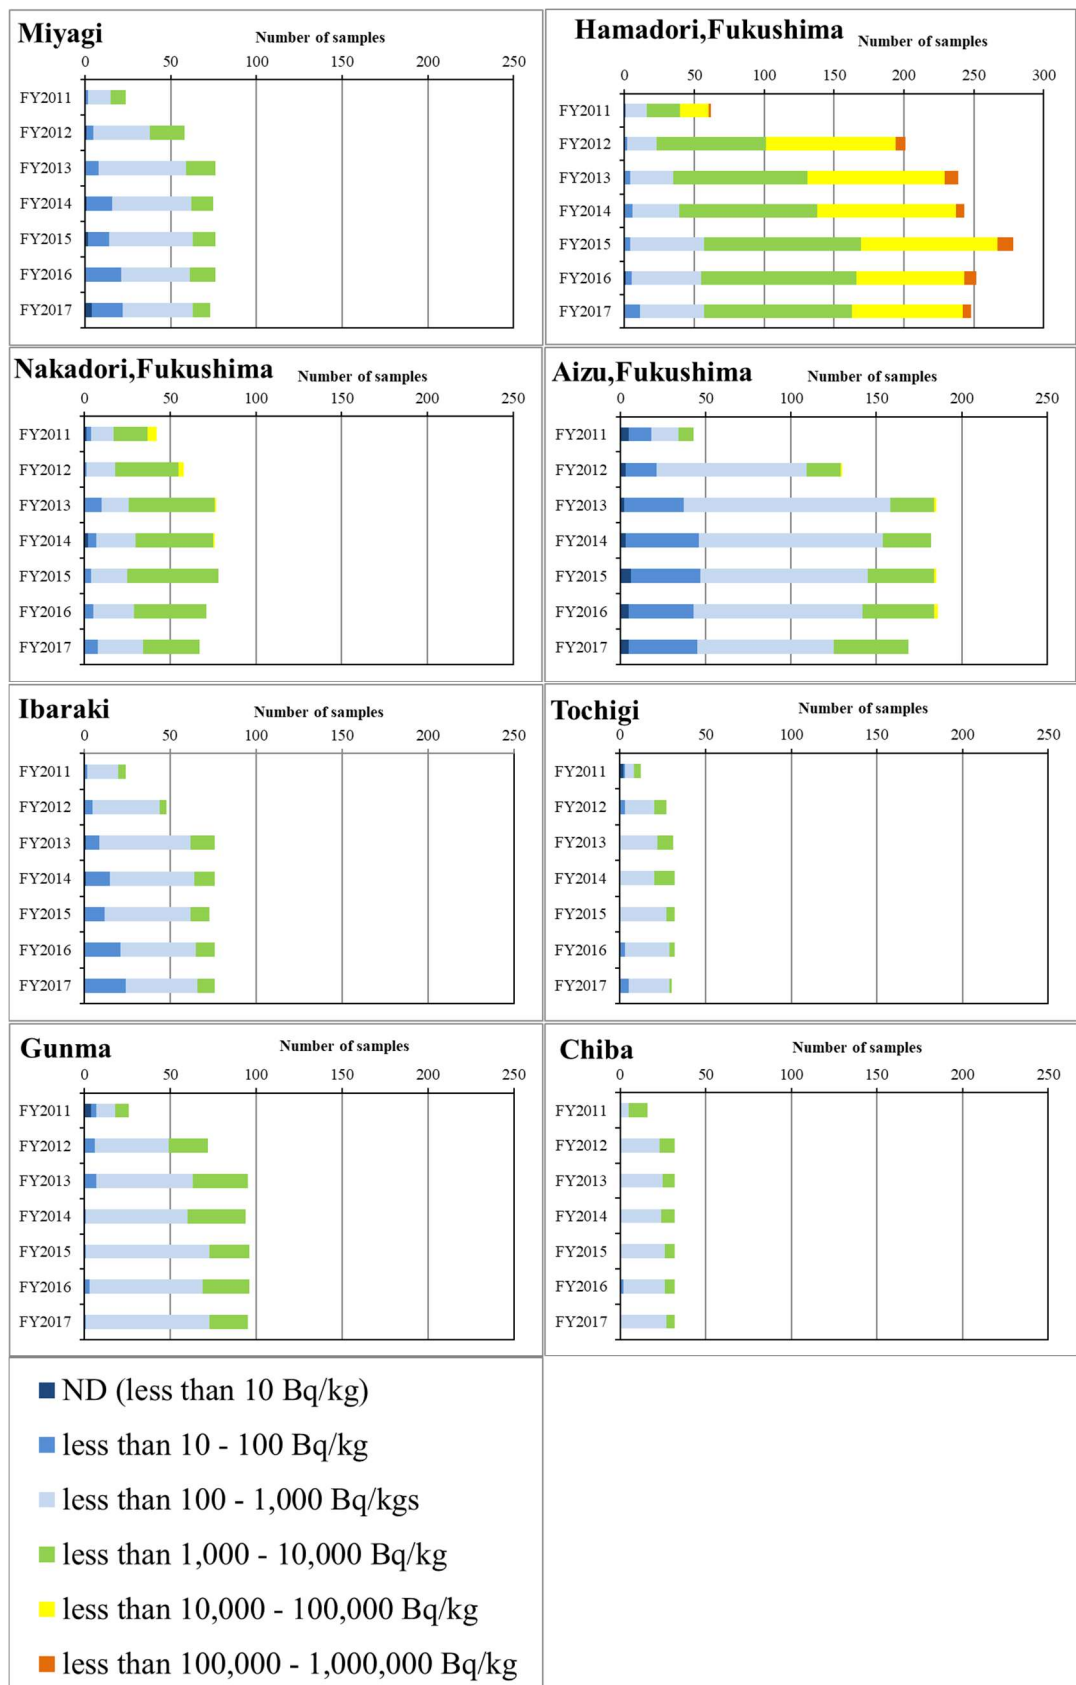 Miyagi
Number of samples
0 50 100 150 200 250
FY2011
FY2012
FY2013
FY2014
FY2015
FY2016
FY2017
Hamadori,Fukushima
Number of samples
0 50 100 150 200 250 300
FY2011
FY2012
FY2013
FY2014
FY2015
FY2016
FY2017
Nakadori,Fukushima
Number of samples
0 50 100 150 200 250
FY2011
FY2012
FY2013
FY2014
FY2015
FY2016
FY2017
Aizu,Fukushima
Number of samples
0 50 100 150 200 250
FY2011
FY2012
FY2013
FY2014
FY2015
FY2016
FY2017
Ibaraki
Number of samples
0 50 100 150 200 250
FY2011
FY2012
FY2013
FY2014
FY2015
FY2016
FY2017
Tochigi
Number of samples
0 50 100 150 200 250
FY2011
FY2012
FY2013
FY2014
FY2015
FY2016
FY2017
Gunma
Number of samples
0 50 100 150 200 250
FY2011
FY2012
FY2013
FY2014
FY2015
FY2016
FY2017
Chiba
Number of samples
0 50 100 150 200 250
FY2011
FY2012
FY2013
FY2014
FY2015
FY2016
FY2017
ND (less than 10 Bq/kg)
less than 10 - 100 Bq/kg
less than 100 - 1,000 Bq/kgs
less than 1,000 - 10,000 Bq/kg
less than 10,000 - 100,000 Bq/kg
less than 100,000 - 1,000,000 Bq/kg